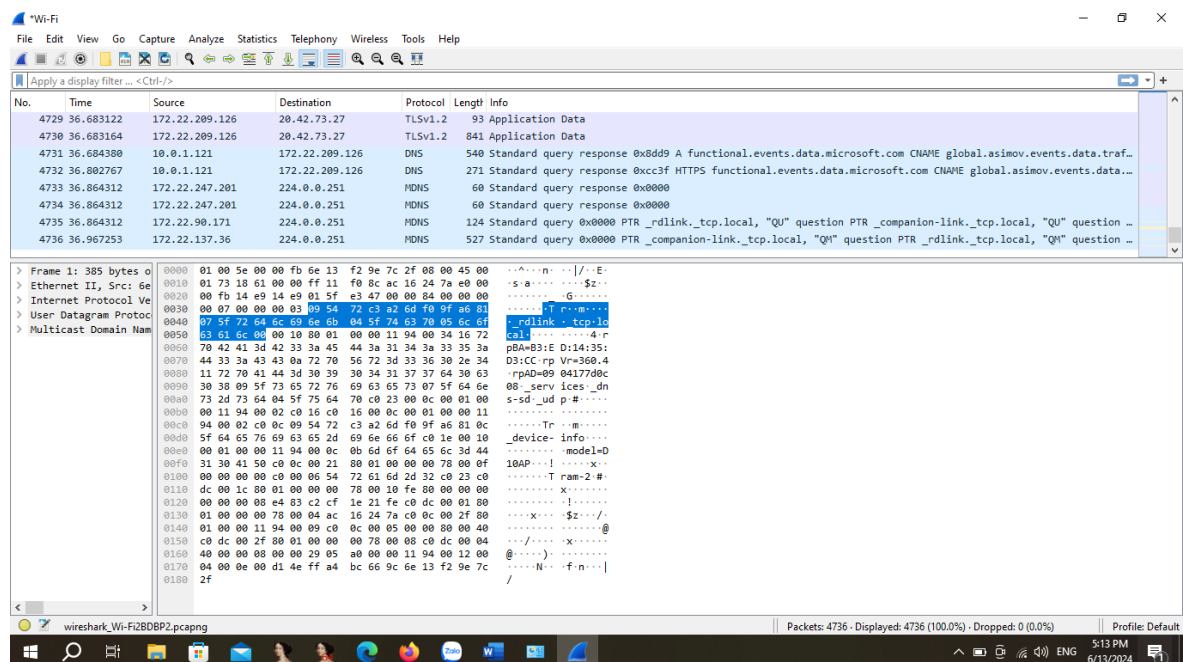 *Wi-Fi
File Edit View Go Capture Analyze Statistics Telephony Wireless Tools Help
Apply a display filter ... <Ctrl-/>
No. Time Source Destination Protocol Length Info
4729 36.683122 172.22.209.126 20.42.73.27 TLSv1.2 93 Application Data
4730 36.683164 172.22.209.126 20.42.73.27 TLSv1.2 841 Application Data
4731 36.684380 10.0.1.121 172.22.209.126 DNS 540 Standard query response 0x8dd9 A functional.events.data.microsoft.com CNAME global.asimov.events.data.traf…
4732 36.802767 10.0.1.121 172.22.209.126 DNS 271 Standard query response 0xcc3f HTTPS functional.events.data.microsoft.com CNAME global.asimov.events.data.…
4733 36.864312 172.22.247.201 224.0.0.251 MDNS 60 Standard query response 0x0000
4734 36.864312 172.22.247.201 224.0.0.251 MDNS 60 Standard query response 0x0000
4735 36.864312 172.22.90.171 224.0.0.251 MDNS 124 Standard query 0x0000 PTR _rdlink._tcp.local, "QU" question PTR _companion-link._tcp.local, "QU" question …
4736 36.967253 172.22.137.36 224.0.0.251 MDNS 527 Standard query 0x0000 PTR _companion-link._tcp.local, "QM" question PTR _rdlink._tcp.local, "QM" question …
> Frame 1: 385 bytes o
> Ethernet II, Src: 6e
> Internet Protocol Ve
> User Datagram Protoc
> Multicast Domain Nam
0000 01 00 5e 00 00 fb 6e 13 f2 9e 7c 2f 08 00 45 00 ··^···n· ··|/··E·
0010 01 73 18 61 00 00 ff 11 f0 8c ac 16 24 7a e0 00 ·s·a···· ····$z··
0020 00 fb 14 e9 14 e9 01 5f e3 47 00 00 84 00 00 00 ·······_ ·G······
0030 00 07 00 00 00 03 09 54 72 c3 a2 6d f0 9f a6 81 ·······T r··m····
0040 07 5f 72 64 6c 69 6e 6b 04 5f 74 63 70 05 6c 6f ·_rdlink ·_tcp·lo
0050 63 61 6c 00 00 10 80 01 00 00 11 94 00 34 16 72 cal····· ·····4·r
0060 70 42 41 3d 42 33 3a 45 44 3a 31 34 3a 33 35 3a pBA=B3:E D:14:35:
0070 44 33 3a 43 43 0a 72 70 56 72 3d 33 36 30 2e 34 D3:CC·rp Vr=360.4
0080 11 72 70 41 44 3d 30 39 30 34 31 37 37 64 30 63 ·rpAD=09 04177d0c
0090 30 38 09 5f 73 65 72 76 69 63 65 73 07 5f 64 6e 08·_serv ices·_dn
00a0 73 2d 73 64 04 5f 75 64 70 c0 23 00 0c 00 01 00 s-sd·_ud p·#·····
00b0 00 11 94 00 02 c0 16 c0 16 00 0c 00 01 00 00 11 ········ ········
00c0 94 00 02 c0 0c 09 54 72 c3 a2 6d f0 9f a6 81 0c ······Tr ··m·····
00d0 5f 64 65 76 69 63 65 2d 69 6e 66 6f c0 1e 00 10 _device- info····
00e0 00 01 00 00 11 94 00 0c 0b 6d 6f 64 65 6c 3d 44 ········ ·model=D
00f0 31 30 41 50 c0 0c 00 21 80 01 00 00 00 78 00 0f 10AP···! ·····x··
0100 00 00 00 00 c0 00 06 54 72 61 6d 2d 32 c0 23 c0 ·······T ram-2·#·
0110 dc 00 1c 80 01 00 00 00 78 00 10 fe 80 00 00 00 ········ x·······
0120 00 00 00 08 e4 83 c2 cf 1e 21 fe c0 dc 00 01 80 ········ ·!······
0130 01 00 00 00 78 00 04 ac 16 24 7a c0 0c 00 2f 80 ····x··· ·$z···/·
0140 01 00 00 11 94 00 09 c0 0c 00 05 00 00 80 00 40 ········ ·······@
0150 c0 dc 00 2f 80 01 00 00 00 78 00 08 c0 dc 00 04 ···/···· ·x······
0160 40 00 00 08 00 00 29 05 a0 00 00 11 94 00 12 00 @·····)· ········
0170 04 00 0e 00 d1 4e ff a4 bc 66 9c 6e 13 f2 9e 7c ·····N·· ·f·n···|
0180 2f /
wireshark_Wi-Fi2BDBP2.pcapng
Packets: 4736 · Displayed: 4736 (100.0%) · Dropped: 0 (0.0%)
Profile: Default
Zalo
ENG
5:13 PM
6/13/2024